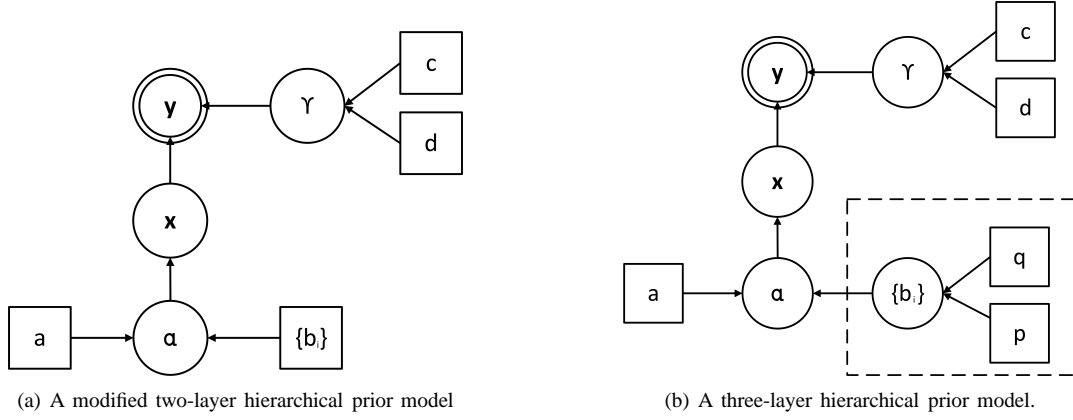 c
y
ϒ
d
x
a
α
{bᵢ}
(a) A modified two-layer hierarchical prior model
c
y
ϒ
d
x
q
a
α
{bᵢ}
p
(b) A three-layer hierarchical prior model.